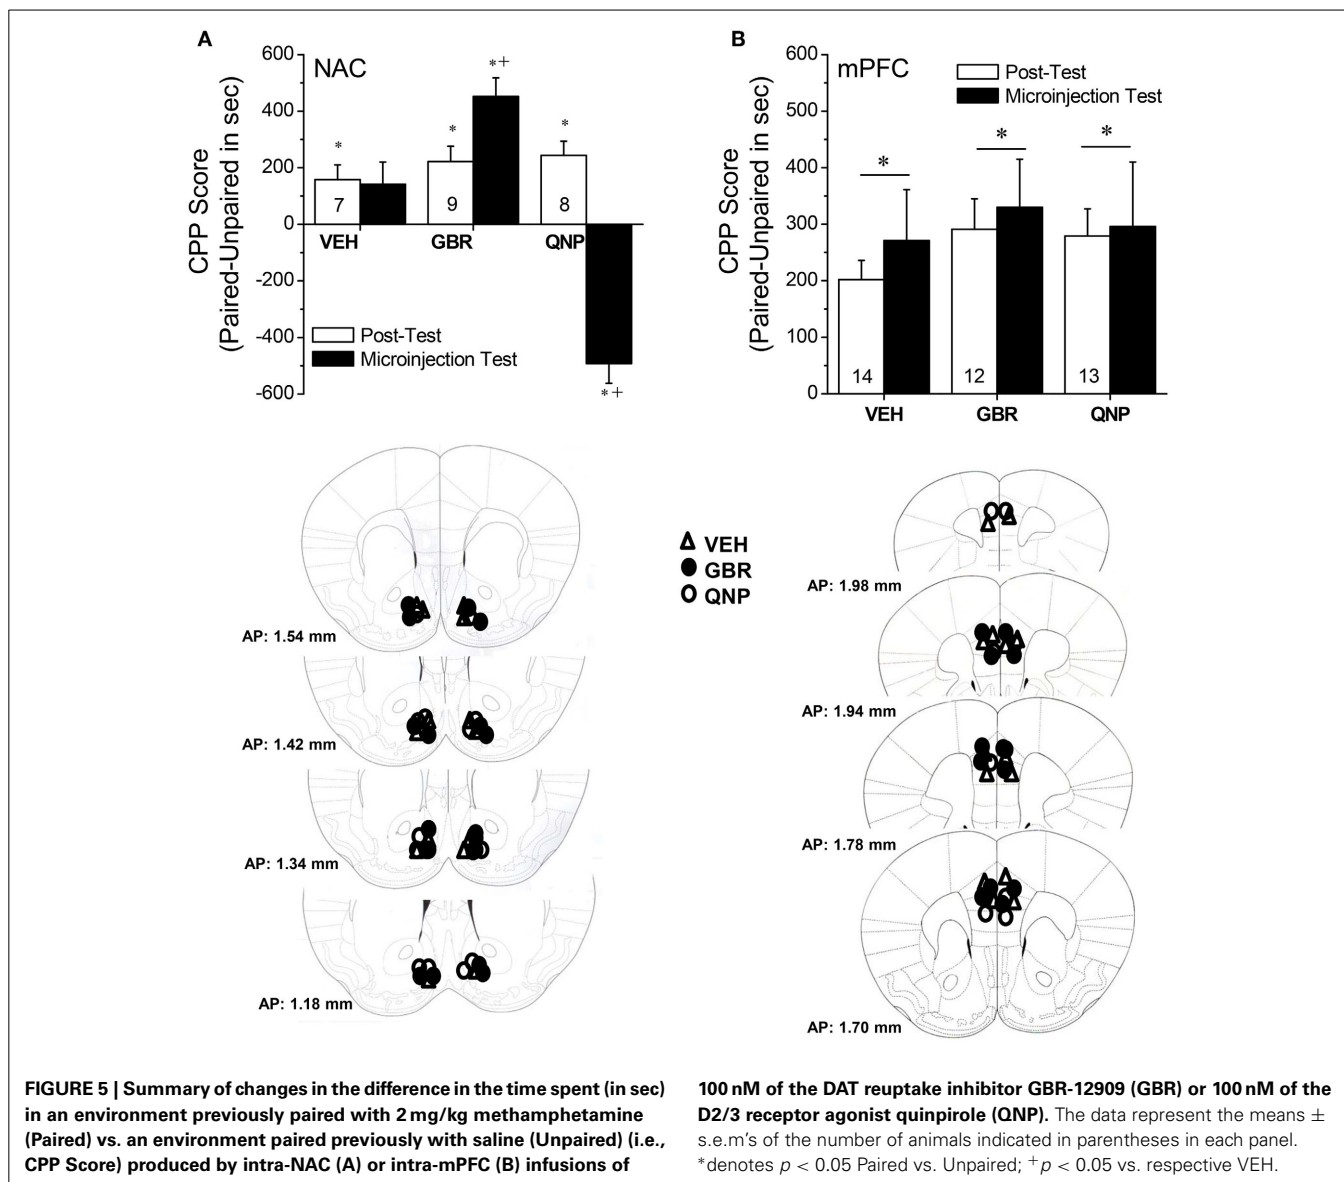 A
600
NAC
400
200
0
-200
-400
-600
CPP Score
(Paired-Unpaired in sec)
*
*
*+
*
*+
7
9
8
VEH
GBR
QNP
Post-Test
Microinjection Test
B
600
mPFC
500
400
300
200
100
0
CPP Score
(Paired-Unpaired in sec)
Post-Test
Microinjection Test
*
*
*
14
12
13
VEH
GBR
QNP
AP: 1.54 mm
AP: 1.42 mm
AP: 1.34 mm
AP: 1.18 mm
VEH
GBR
QNP
AP: 1.98 mm
AP: 1.94 mm
AP: 1.78 mm
AP: 1.70 mm
FIGURE 5 | Summary of changes in the difference in the time spent (in sec)
in an environment previously paired with 2 mg/kg methamphetamine
(Paired) vs. an environment paired previously with saline (Unpaired) (i.e.,
CPP Score) produced by intra-NAC (A) or intra-mPFC (B) infusions of
100 nM of the DAT reuptake inhibitor GBR-12909 (GBR) or 100 nM of the
D2/3 receptor agonist quinpirole (QNP). The data represent the means ±
s.e.m's of the number of animals indicated in parentheses in each panel.
*denotes p < 0.05 Paired vs. Unpaired; +p < 0.05 vs. respective VEH.